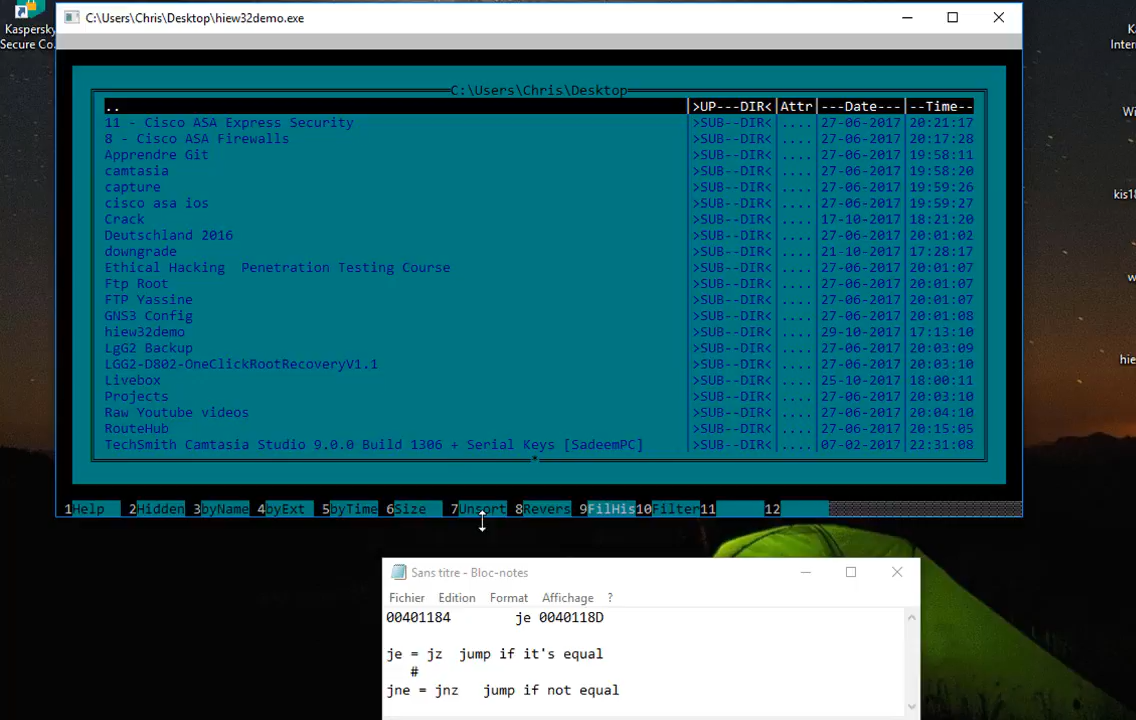 Kaspersky
Secure Co.
C:\Users\Chris\Desktop\hiew32demo.exe
C:\Users\Chris\Desktop
.. |>UP---DIR<|Attr|---Date---|--Time--
11 - Cisco ASA Express Security |>SUB--DIR<|....|27-06-2017|20:21:17
8 - Cisco ASA Firewalls |>SUB--DIR<|....|27-06-2017|20:17:28
Apprendre Git |>SUB--DIR<|....|27-06-2017|19:58:11
camtasia |>SUB--DIR<|....|27-06-2017|19:58:20
capture |>SUB--DIR<|....|27-06-2017|19:59:26
cisco asa ios |>SUB--DIR<|....|27-06-2017|19:59:27
Crack |>SUB--DIR<|....|17-10-2017|18:21:20
Deutschland 2016 |>SUB--DIR<|....|27-06-2017|20:01:02
downgrade |>SUB--DIR<|....|21-10-2017|17:28:17
Ethical Hacking  Penetration Testing Course |>SUB--DIR<|....|27-06-2017|20:01:07
Ftp Root |>SUB--DIR<|....|27-06-2017|20:01:07
FTP Yassine |>SUB--DIR<|....|27-06-2017|20:01:07
GNS3 Config |>SUB--DIR<|....|27-06-2017|20:01:08
hiew32demo |>SUB--DIR<|....|29-10-2017|17:13:10
LgG2 Backup |>SUB--DIR<|....|27-06-2017|20:03:09
LGG2-D802-OneClickRootRecoveryV1.1 |>SUB--DIR<|....|27-06-2017|20:03:10
Livebox |>SUB--DIR<|....|25-10-2017|18:00:11
Projects |>SUB--DIR<|....|27-06-2017|20:03:10
Raw Youtube videos |>SUB--DIR<|....|27-06-2017|20:04:10
RouteHub |>SUB--DIR<|....|27-06-2017|20:15:05
TechSmith Camtasia Studio 9.0.0 Build 1306 + Serial Keys [SadeemPC] |>SUB--DIR<|....|07-02-2017|22:31:08
1Help 2Hidden 3byName 4byExt 5byTime 6Size 7Unsort 8Revers 9FilHis10Filter11 12
Ka
Intern
Wi
kis18
w
hie
Sans titre - Bloc-notes
Fichier Edition Format Affichage ?
00401184 je 0040118D
je = jz jump if it's equal
#
jne = jnz jump if not equal